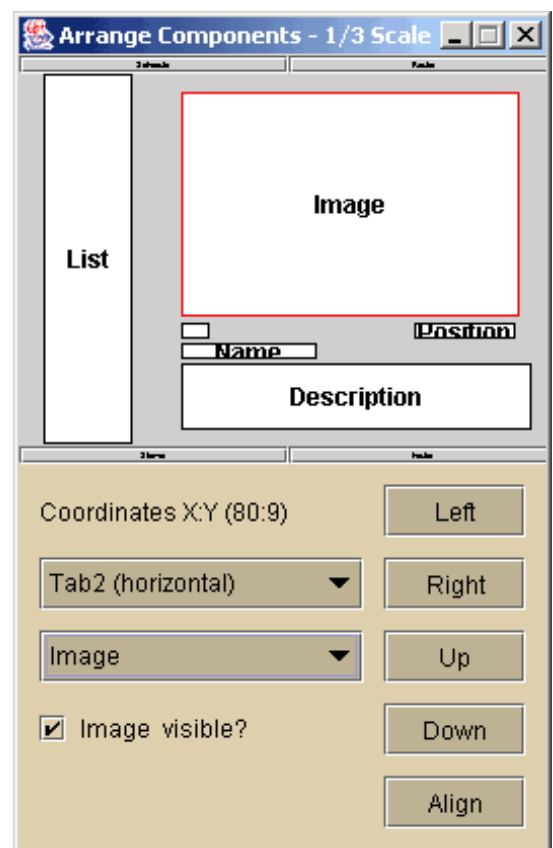 Arrange Components - 1/3 Scale
Image
List
Position
Name
Description
Coordinates X:Y (80:9)
Left
Tab2 (horizontal)
Right
Image
Up
Image visible?
Down
Align